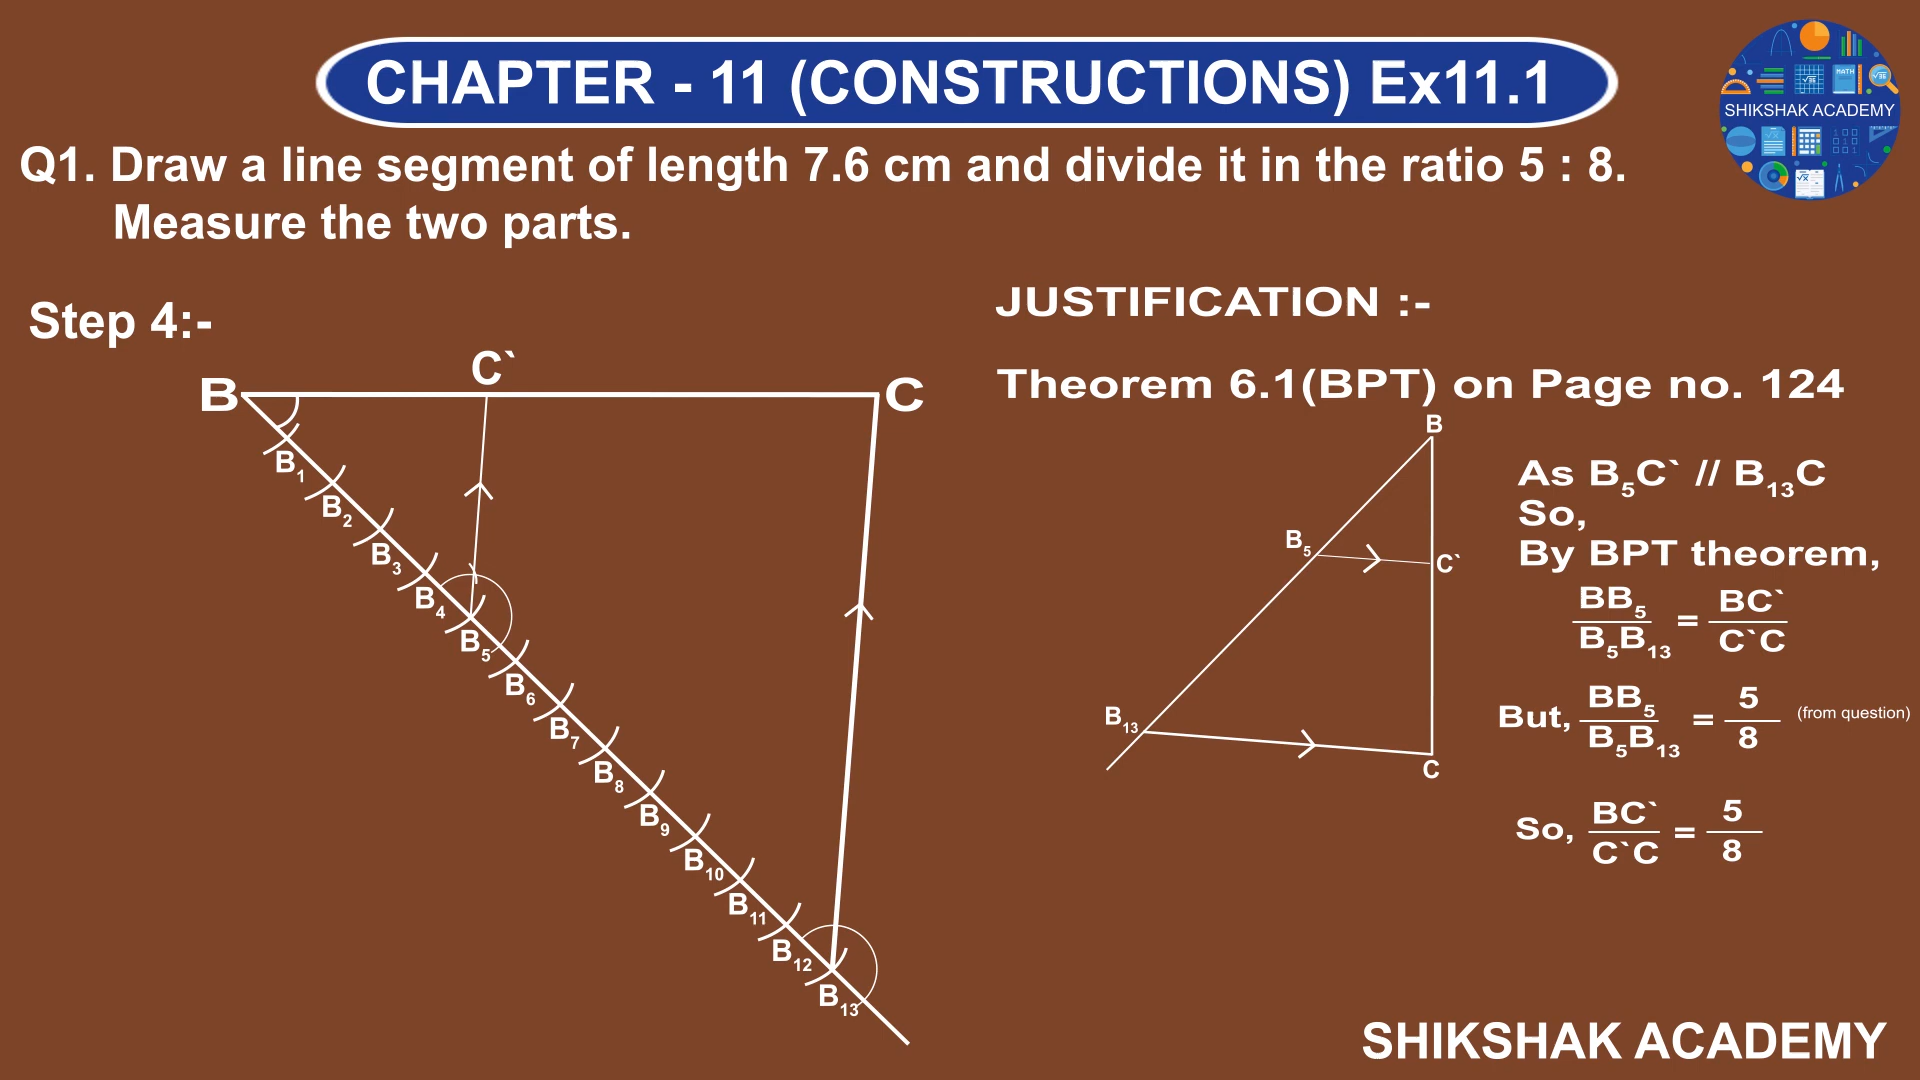 CHAPTER - 11 (CONSTRUCTIONS) Ex11.1
MATH
√36
√36
SHIKSHAK ACADEMY
Q1. Draw a line segment of length 7.6 cm and divide it in the ratio 5 : 8.
Measure the two parts.
Step 4:-
B
C`
C
B₁
B₂
B₃
B₄
B₅
B₆
B₇
B₈
B₉
B₁₀
B₁₁
B₁₂
B₁₃
JUSTIFICATION :-
Theorem 6.1(BPT) on Page no. 124
B
B₅
C`
B₁₃
C
As B₅C` // B₁₃C
So,
By BPT theorem,
BB₅ / B₅B₁₃ = BC` / C`C
But, BB₅ / B₅B₁₃ = 5 / 8 (from question)
So, BC` / C`C = 5 / 8
SHIKSHAK ACADEMY